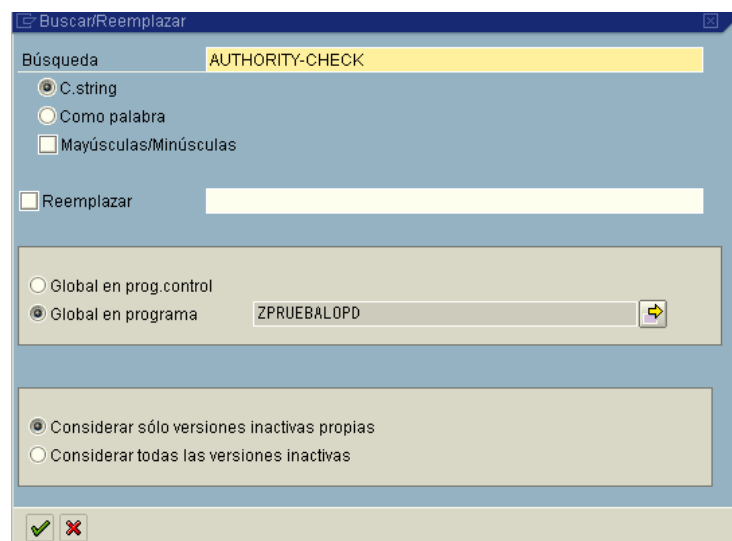 Buscar/Reemplazar
Búsqueda AUTHORITY-CHECK
C.string
Como palabra
Mayúsculas/Minúsculas
Reemplazar
Global en prog.control
Global en programa ZPRUEBALOPD
Considerar sólo versiones inactivas propias
Considerar todas las versiones inactivas